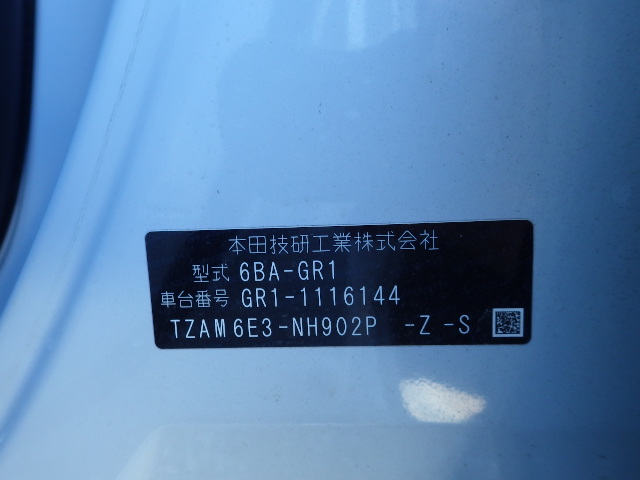 本田技研工業株式会社
型式 6BA-GR1
車台番号 GR1-1116144
TZAM6E3-NH902P -Z -S